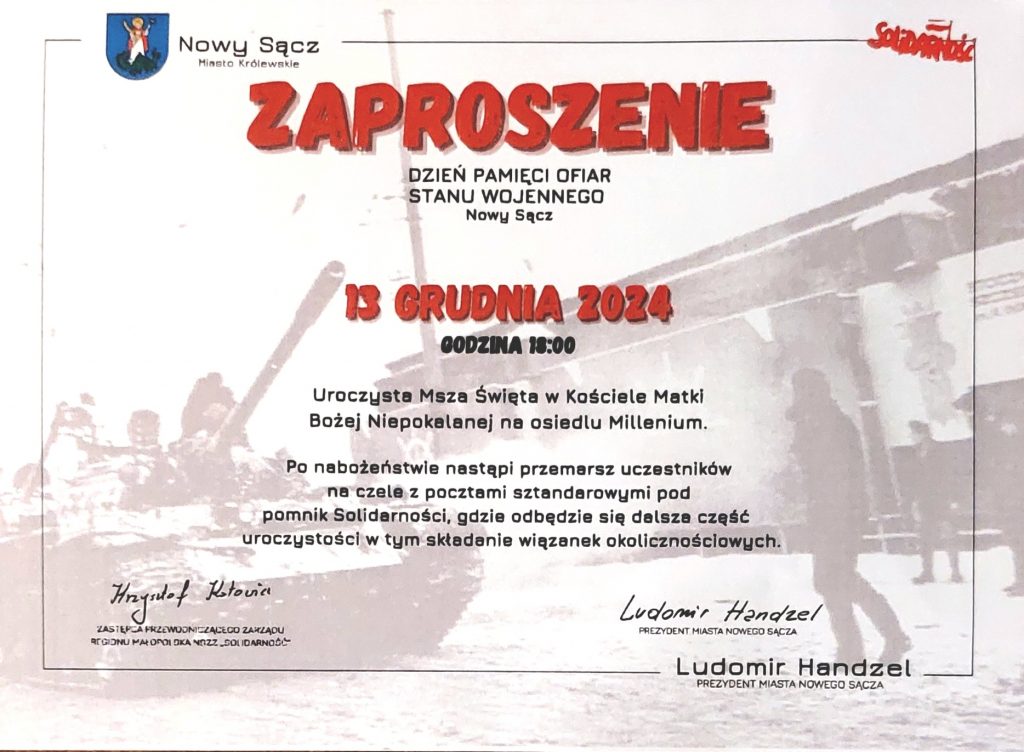 Nowy Sącz
Miasto Królewskie
SOLIDARNOŚĆ
ZAPROSZENIE
DZIEŃ PAMIĘCI OFIAR
STANU WOJENNEGO
Nowy Sącz
13 GRUDNIA 2024
GODZINA 18:00
Uroczysta Msza Święta w Kościele Matki
Bożej Niepokalanej na osiedlu Millenium.
Po nabożeństwie nastąpi przemarsz uczestników
na czele z pocztami sztandarowymi pod
pomnik Solidarności, gdzie odbędzie się dalsza część
uroczystości w tym składanie wiązanek okolicznościowych.
Krzysztof Kotowicz
ZASTĘPCA PRZEWODNICZĄCEGO ZARZĄDU
REGIONU MAŁOPOLSKA NSZZ „SOLIDARNOŚĆ"
Ludomir Handzel
PREZYDENT MIASTA NOWEGO SĄCZA
Ludomir Handzel
PREZYDENT MIASTA NOWEGO SĄCZA